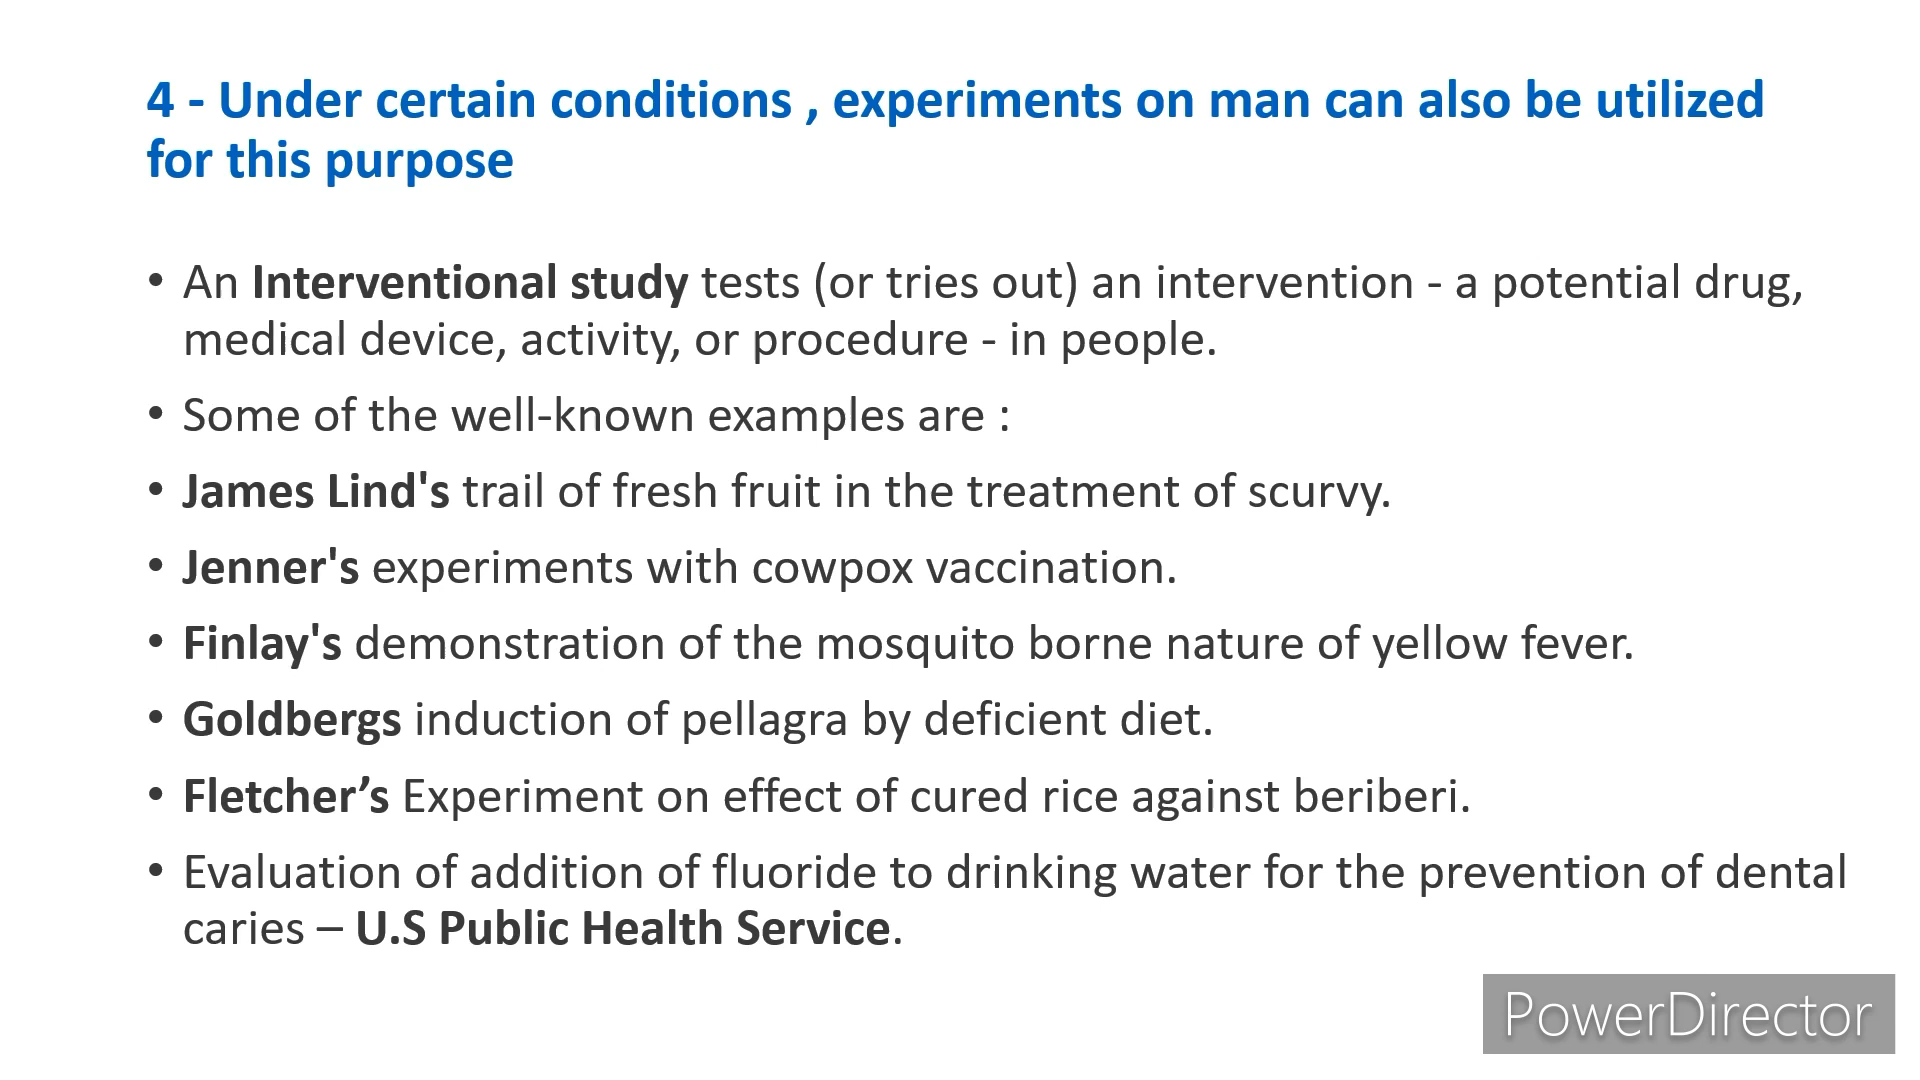 4 - Under certain conditions , experiments on man can also be utilized
for this purpose
• An Interventional study tests (or tries out) an intervention - a potential drug,
medical device, activity, or procedure - in people.
• Some of the well-known examples are :
• James Lind's trail of fresh fruit in the treatment of scurvy.
• Jenner's experiments with cowpox vaccination.
• Finlay's demonstration of the mosquito borne nature of yellow fever.
• Goldbergs induction of pellagra by deficient diet.
• Fletcher’s Experiment on effect of cured rice against beriberi.
• Evaluation of addition of fluoride to drinking water for the prevention of dental
caries – U.S Public Health Service.
PowerDirector